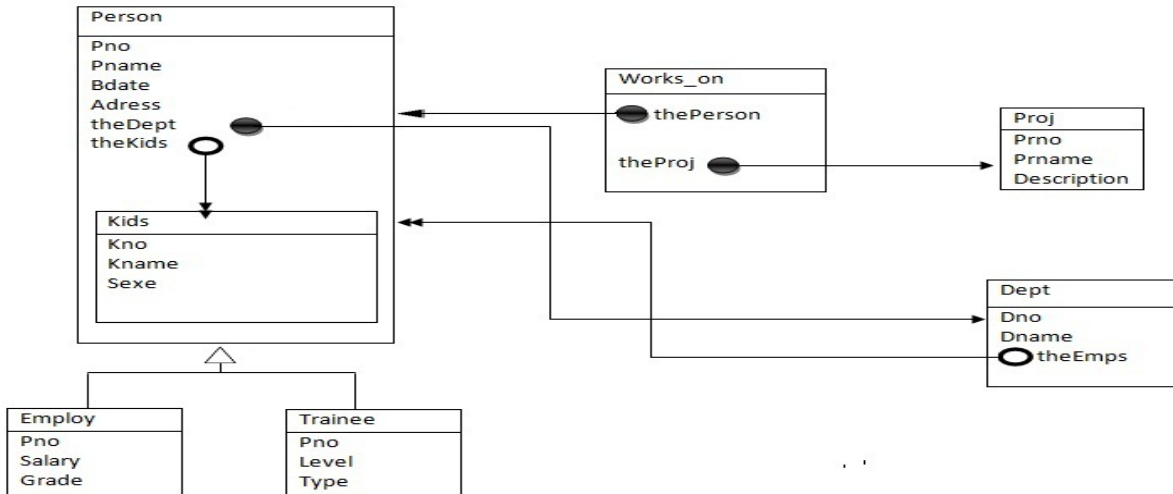 Person
Pno
Pname
Bdate
Adress
theDept
theKids
Kids
Kno
Kname
Sexe
Works_on
thePerson
theProj
Proj
Prno
Prname
Description
Dept
Dno
Dname
theEmps
Employ
Pno
Salary
Grade
Trainee
Pno
Level
Type